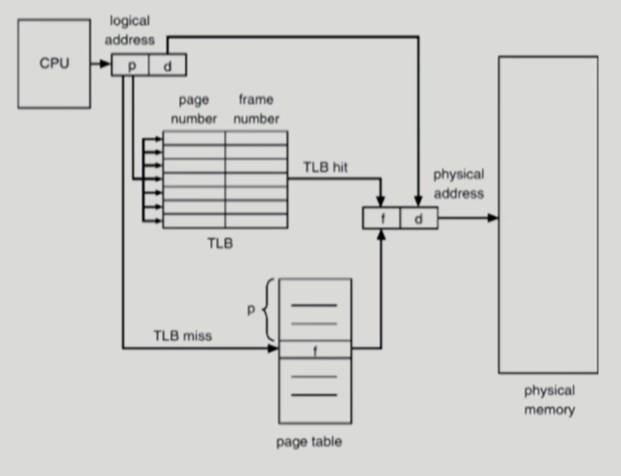 logical
address
CPU
p d
page frame
number number
TLB hit
physical
address
f d
TLB
p
TLB miss
f
physical
memory
page table